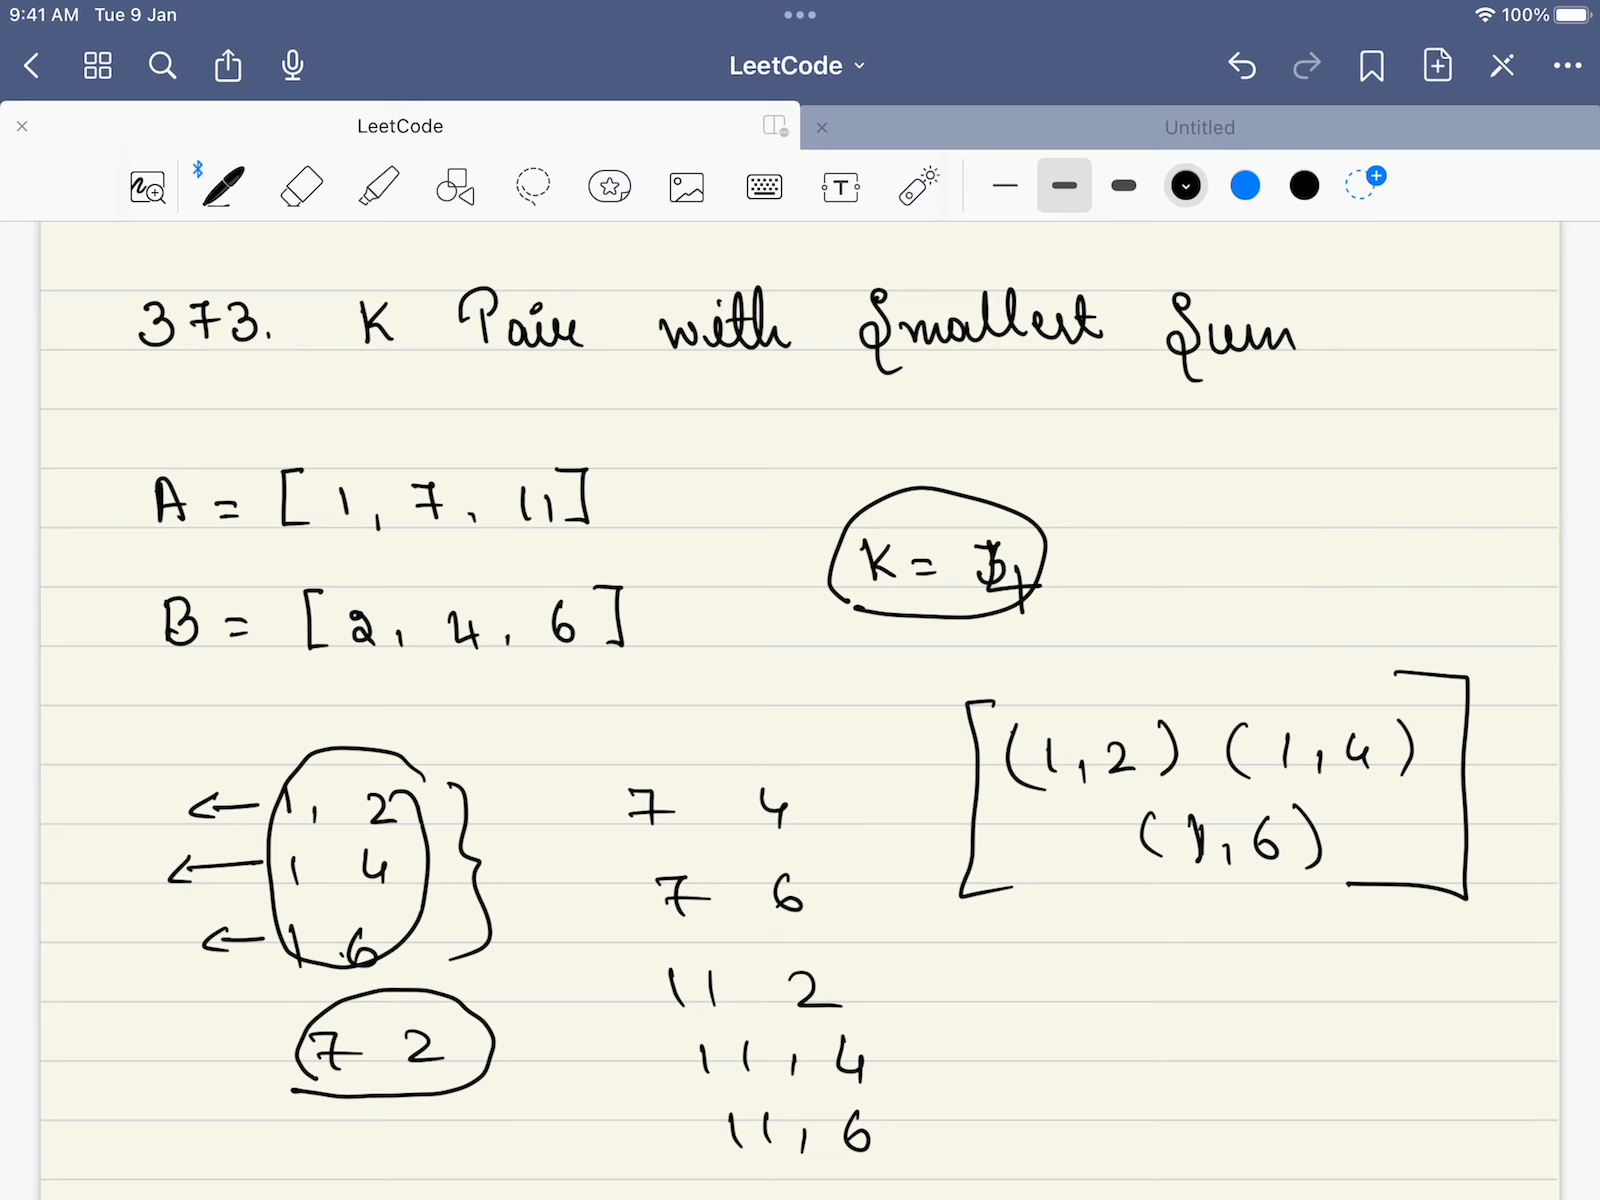 9:41 AM Tue 9 Jan
100%
LeetCode
LeetCode
Untitled
T
373. K Pair with Smallest Sum
A = [1, 7, 11]
K = 4
B = [2, 4, 6]
[(1,2) (1,4)
(1,6)]
1, 2
1 4
1 6
7 2
7 4
7 6
11 2
11, 4
11, 6